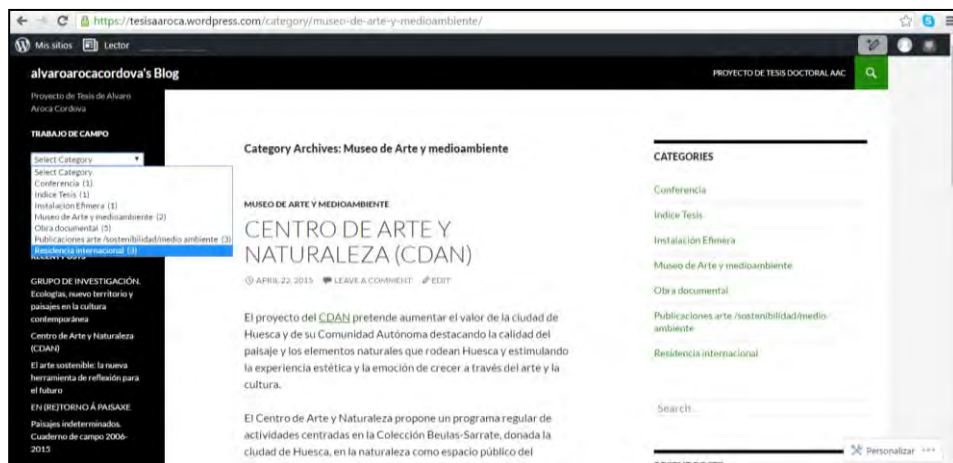 https://tesisaaroca.wordpress.com/category/museo-de-arte-y-medioambiente/
Mis sitios Lector
alvaroarocacordova's Blog
PROYECTO DE TESIS DOCTORAL AAC
Proyecto de Tesis de Alvaro
Aroca Cordova
TRABAJO DE CAMPO
Select Category
Select Category
Conferencia (1)
Indice Tesis (1)
Instalación Efímera (1)
Museo de Arte y medioambiente (2)
Obra documental (5)
Publicaciones arte /sostenibilidad/medio ambiente (3)
Residencia internacional (3)
RECENT POSTS
GRUPO DE INVESTIGACIÓN.
Ecologías, nuevo territorio y
paisajes en la cultura
contemporánea
Centro de Arte y Naturaleza
(CDAN)
El arte sostenible: la nueva
herramienta de reflexión para
el futuro
EN (RE)TORNO Á PAISAXE
Paisajes indeterminados.
Cuaderno de campo 2006-
2015
Category Archives: Museo de Arte y medioambiente
MUSEO DE ARTE Y MEDIOAMBIENTE
CENTRO DE ARTE Y
NATURALEZA (CDAN)
APRIL 22, 2015 LEAVE A COMMENT EDIT
El proyecto del CDAN pretende aumentar el valor de la ciudad de
Huesca y de su Comunidad Autónoma destacando la calidad del
paisaje y los elementos naturales que rodean Huesca y estimulando
la experiencia estética y la emoción de crecer a través del arte y la
cultura.
El Centro de Arte y Naturaleza propone un programa regular de
actividades centradas en la Colección Beulas-Sarrate, donada la
ciudad de Huesca, en la naturaleza como espacio público del
CATEGORIES
Conferencia
Indice Tesis
Instalación Efímera
Museo de Arte y medioambiente
Obra documental
Publicaciones arte /sostenibilidad/medio
ambiente
Residencia internacional
Search...
Personalizar